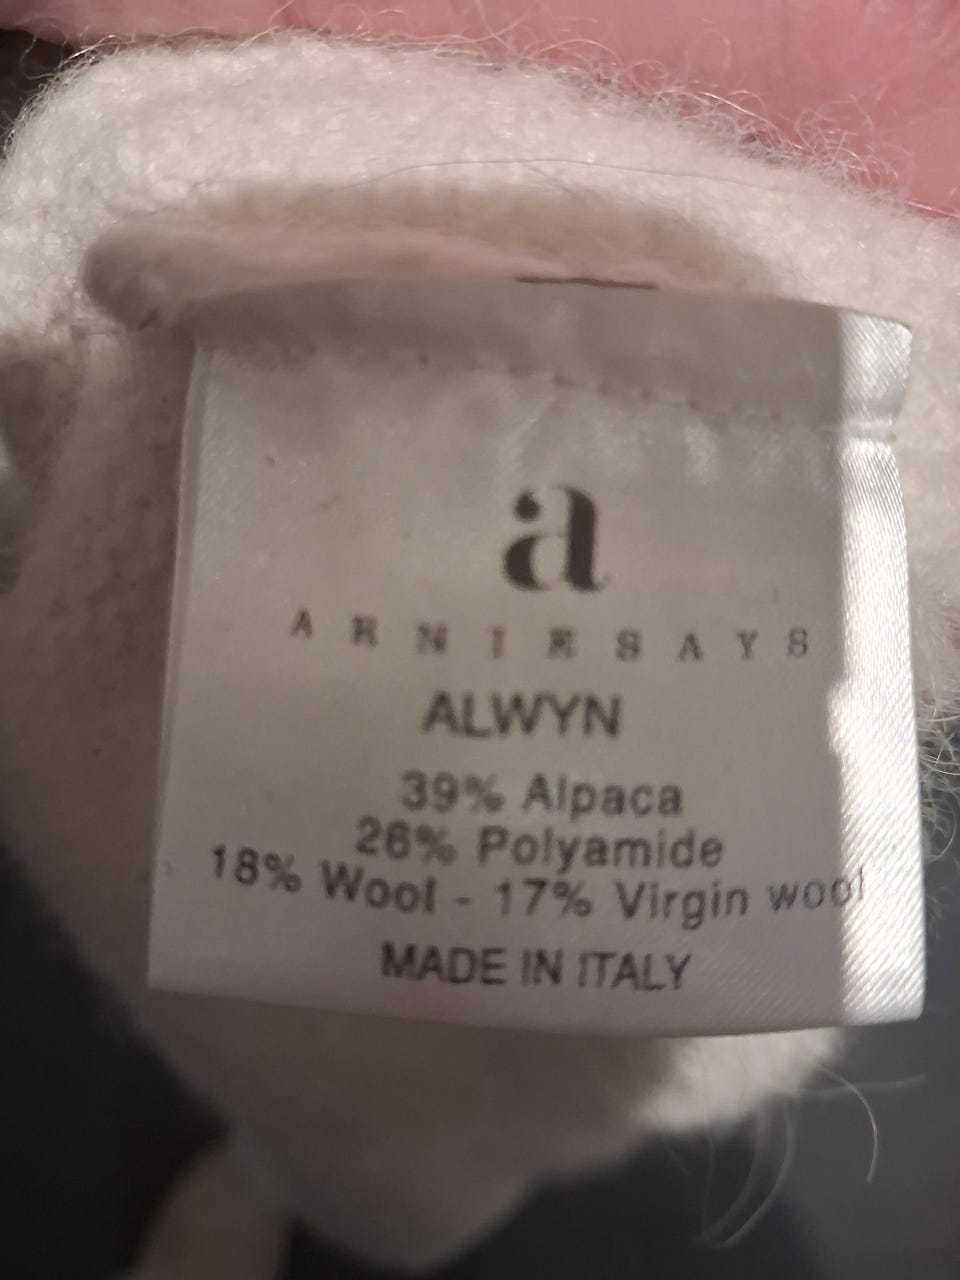 a
ARNIESAYS
ALWYN
39% Alpaca
26% Polyamide
18% Wool - 17% Virgin wool
MADE IN ITALY